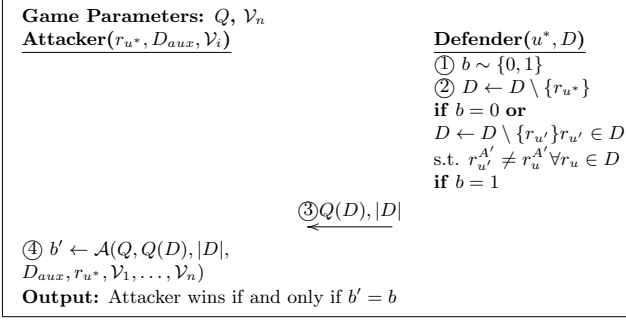 Game Parameters: Q, 𝒱ₙ
Attacker(r_{u*}, D_{aux}, 𝒱_i)
Defender(u*, D)
① b ∼ {0, 1}
② D ← D \ {r_{u*}}
if b = 0 or
D ← D \ {r_{u'}}r_{u'} ∈ D
s.t. r_{u'}^{A'} ≠ r_u^{A'}∀r_u ∈ D
if b = 1
③Q(D), |D|
④ b' ← 𝒜(Q, Q(D), |D|,
D_{aux}, r_{u*}, 𝒱_1, . . . , 𝒱_n)
Output: Attacker wins if and only if b' = b